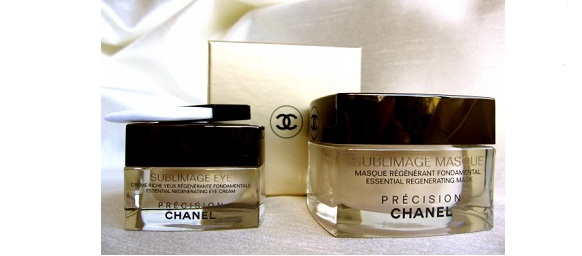 SUBLIMAGE EYE
CRÈME RICHE YEUX RÉGÉNÉRANTE FONDAMENTALE
ESSENTIAL REGENERATING EYE CREAM
PRÉCISION
CHANEL
SUBLIMAGE MASQUE
MASQUE RÉGÉNÉRANT FONDAMENTAL
ESSENTIAL REGENERATING MASK
PRÉCISION
CHANEL